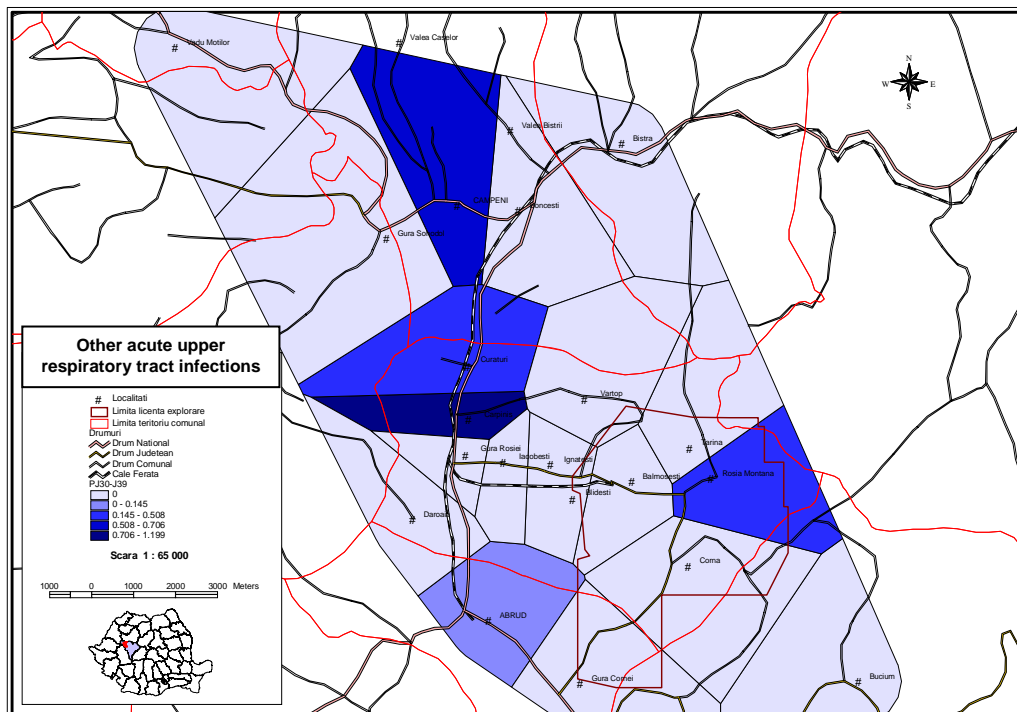 Vadu Motilor
# Valea Caselor
#
N
W E
S
Valea Bistrii
#
Bistra
#
CAMPENI
#
# Boncesti
Gura Sohodol
#
Curaturi
#
Vartop
#
#
Tarina
#
Gura Rosiei
#
Iacobesti
#
Ignatesti
#
Rosia Montana
#
Balmosesti
#
Blidesti
#
Daroaia
#
Corna
#
ABRUD
#
Gura Cornei
#
Bucium
#
Other acute upper
respiratory tract infections
# Localitati
Limita licenta explorare
Limita teritoriu comunal
Drumuri
Drum National
Drum Judetean
Drum Comunal
Cale Ferata
PJ30-J39
0
0 - 0.145
0.145 - 0.508
0.508 - 0.706
0.706 - 1.199
Scara 1 : 65 000
1000 0 1000 2000 3000 Meters